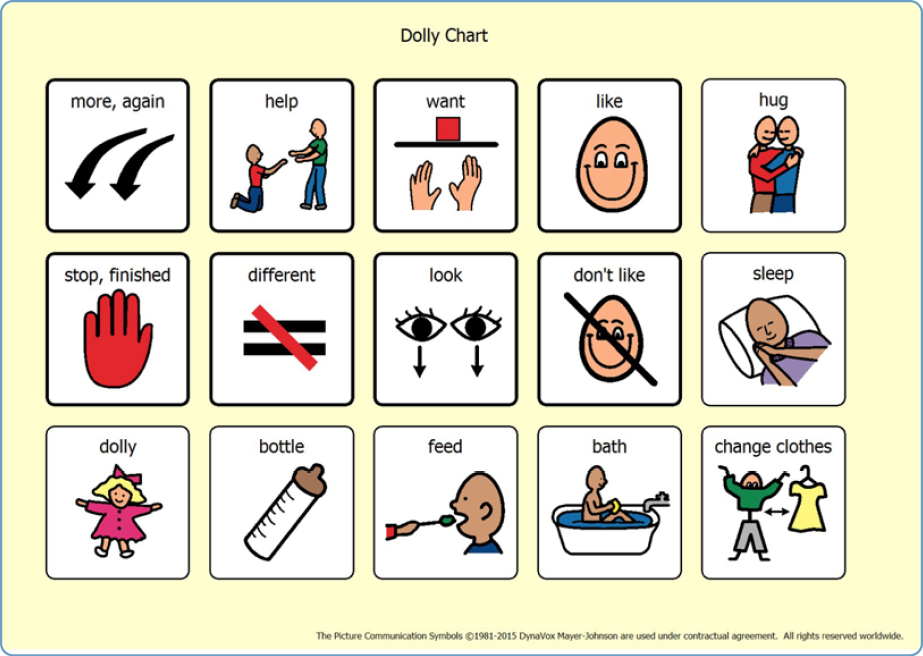 Dolly Chart
more, again
help
want
like
hug
stop, finished
different
look
don't like
sleep
dolly
bottle
feed
bath
change clothes
The Picture Communication Symbols ©1981-2015 DynaVox Mayer-Johnson are used under contractual agreement. All rights reserved worldwide.